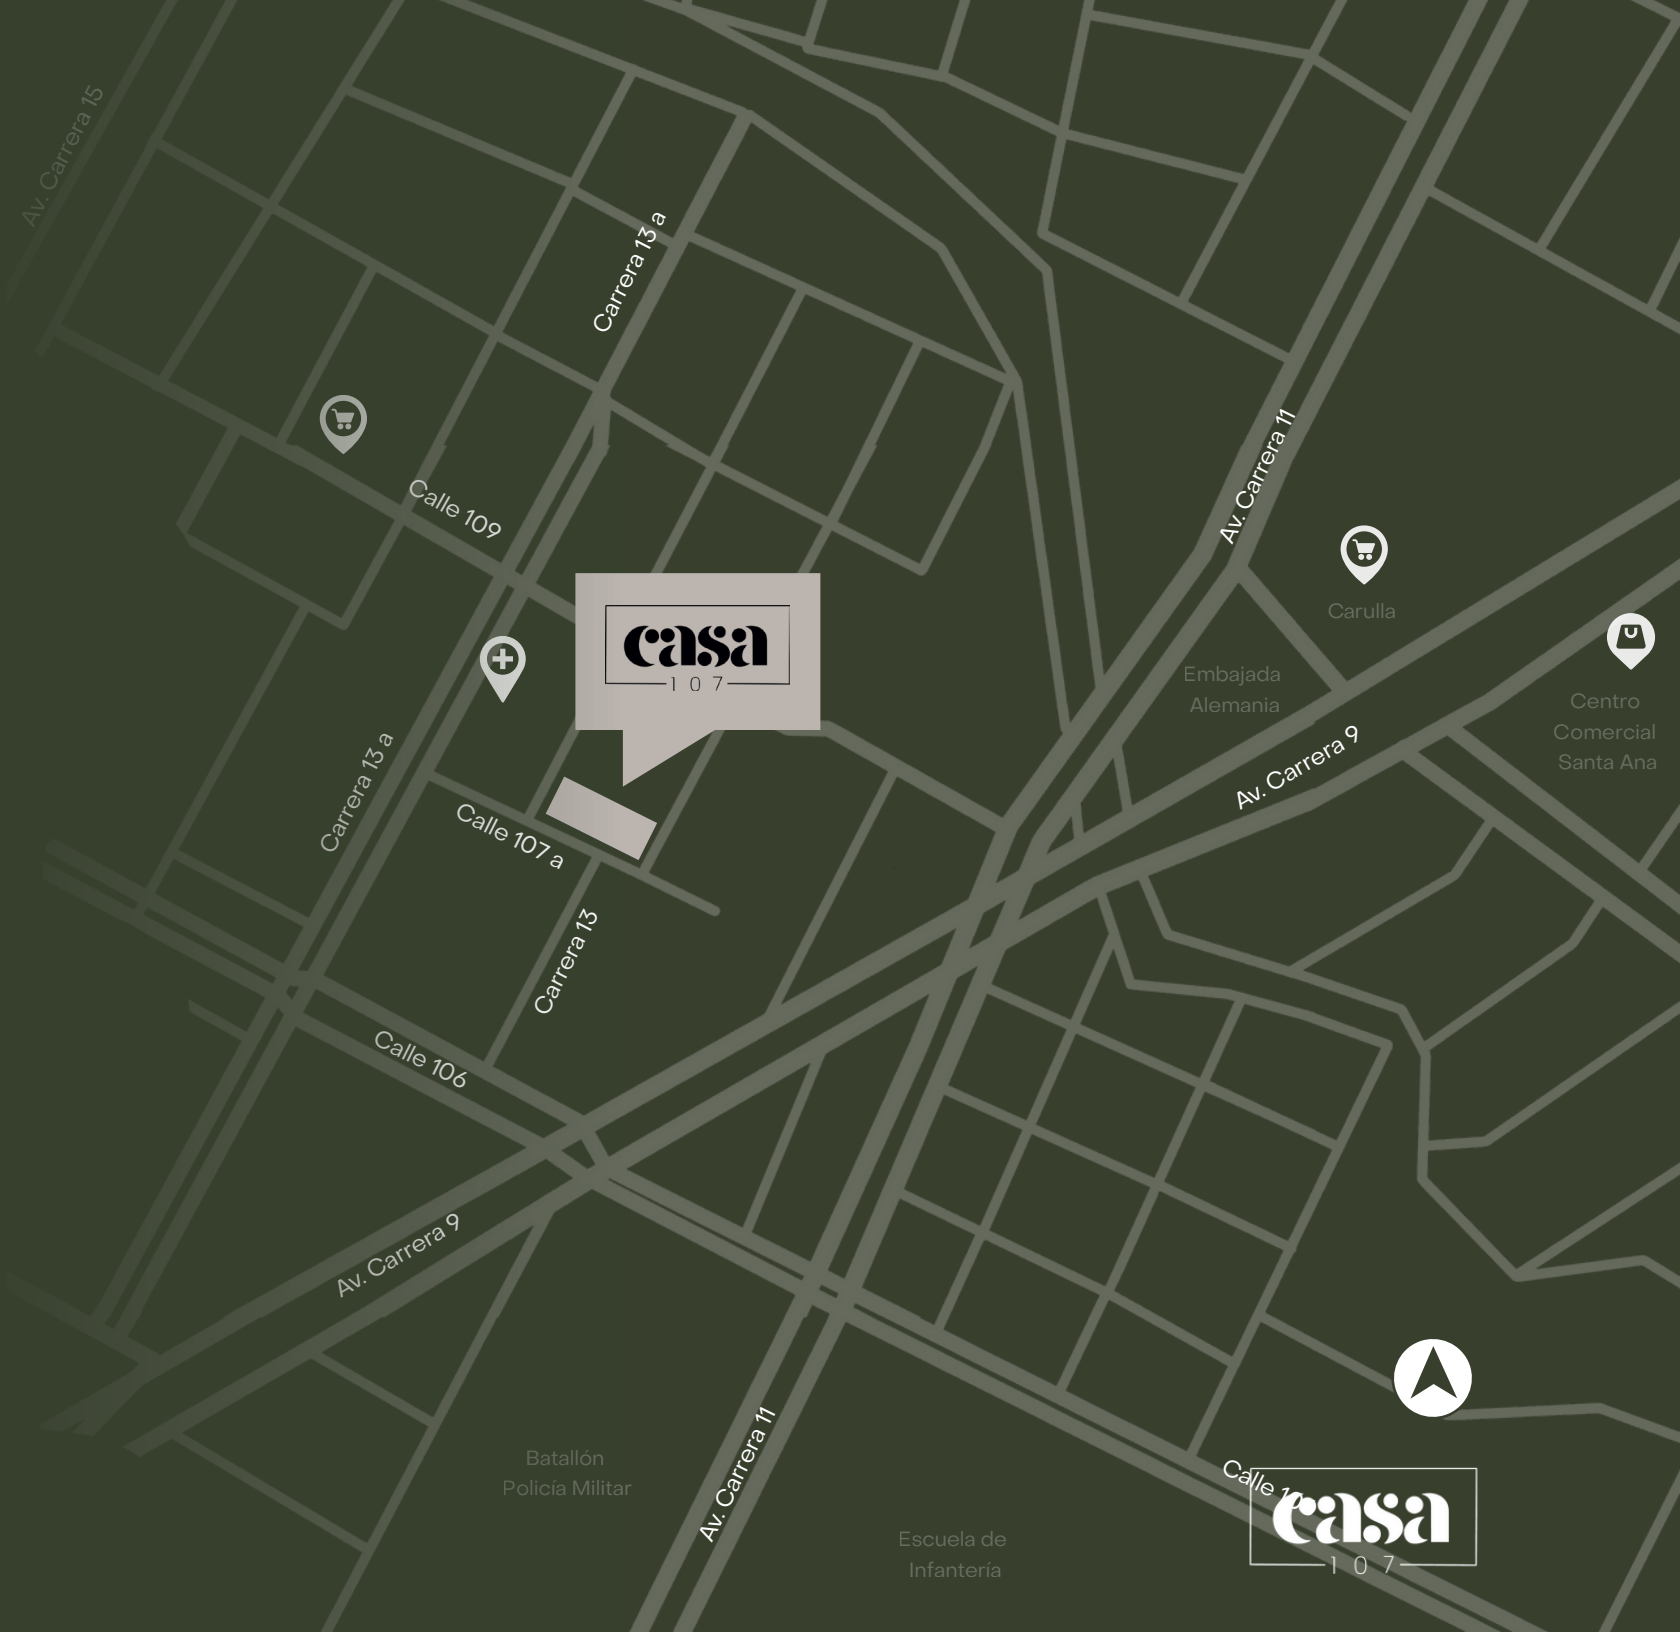 Av. Carrera 15
Carrera 13 a
Calle 109
Av. Carrera 11
Carulla
casa
107
Embajada
Alemania
Centro
Comercial
Santa Ana
Av. Carrera 9
Carrera 13 a
Calle 107 a
Carrera 13
Calle 106
Av. Carrera 9
Av. Carrera 11
Batallón
Policía Militar
Escuela de
Infantería
Calle
casa
107